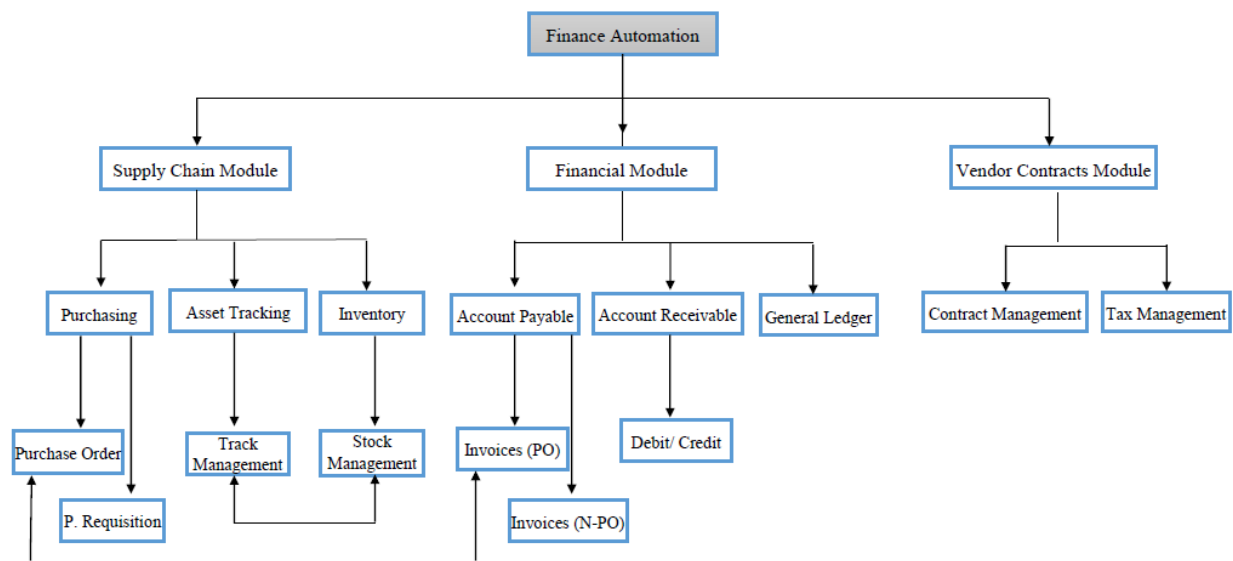 Finance Automation
Supply Chain Module
Financial Module
Vendor Contracts Module
Purchasing
Asset Tracking
Inventory
Account Payable
Account Receivable
General Ledger
Contract Management
Tax Management
Purchase Order
Track
Management
Stock
Management
Invoices (PO)
Debit/ Credit
P. Requisition
Invoices (N-PO)